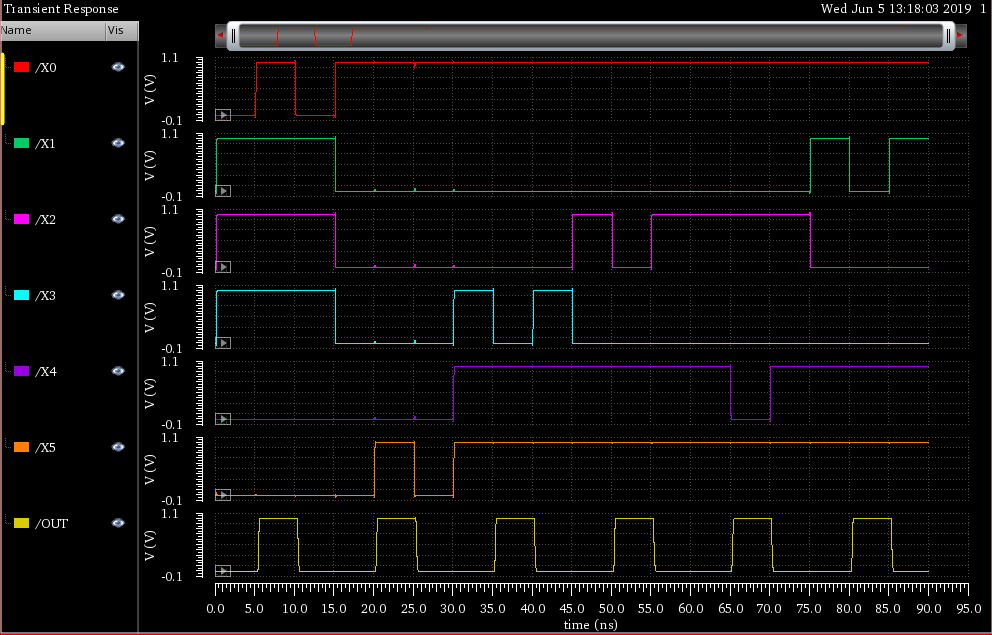 Transient Response
Wed Jun 5 13:18:03 2019 1
Name Vis
/X0
1.1
V (V)
-0.1
/X1
1.1
V (V)
-0.1
/X2
1.1
V (V)
-0.1
/X3
1.1
V (V)
-0.1
/X4
1.1
V (V)
-0.1
/X5
1.1
V (V)
-0.1
/OUT
1.1
V (V)
-0.1
0.0 5.0 10.0 15.0 20.0 25.0 30.0 35.0 40.0 45.0 50.0 55.0 60.0 65.0 70.0 75.0 80.0 85.0 90.0 95.0
time (ns)